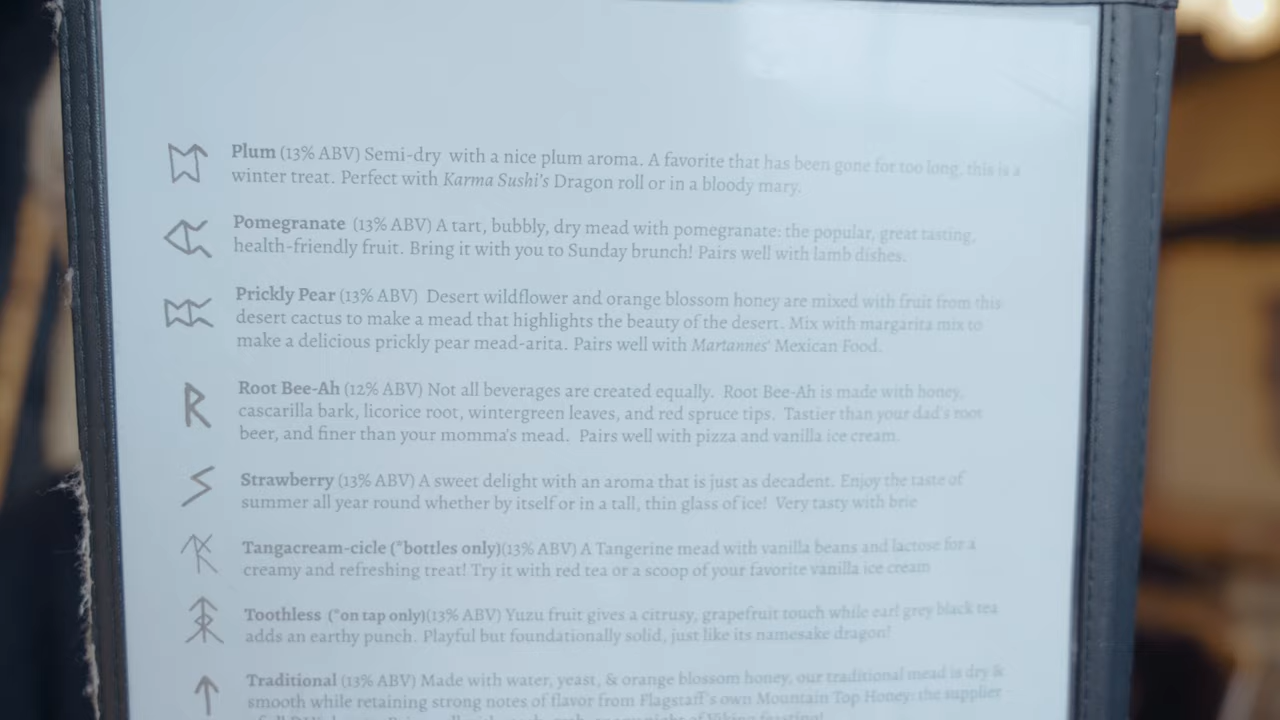 Plum (13% ABV) Semi-dry with a nice plum aroma. A favorite that has been gone for too long, this is a
winter treat. Perfect with Karma Sushi's Dragon roll or in a bloody mary.
Pomegranate (13% ABV) A tart, bubbly, dry mead with pomegranate: the popular, great tasting,
health-friendly fruit. Bring it with you to Sunday brunch! Pairs well with lamb dishes.
Prickly Pear (13% ABV) Desert wildflower and orange blossom honey are mixed with fruit from this
desert cactus to make a mead that highlights the beauty of the desert. Mix with margarita mix to
make a delicious prickly pear mead-arita. Pairs well with Martannes' Mexican Food.
Root Bee-Ah (12% ABV) Not all beverages are created equally. Root Bee-Ah is made with honey,
cascarilla bark, licorice root, wintergreen leaves, and red spruce tips. Tastier than your dad's root
beer, and finer than your momma's mead. Pairs well with pizza and vanilla ice cream.
Strawberry (13% ABV) A sweet delight with an aroma that is just as decadent. Enjoy the taste of
summer all year round whether by itself or in a tall, thin glass of ice! Very tasty with brie
Tangacream-cicle (*bottles only)(13% ABV) A Tangerine mead with vanilla beans and lactose for a
creamy and refreshing treat! Try it with red tea or a scoop of your favorite vanilla ice cream
Toothless (*on tap only)(13% ABV) Yuzu fruit gives a citrusy, grapefruit touch while earl grey black tea
adds an earthy punch. Playful but foundationally solid, just like its namesake dragon!
Traditional (13% ABV) Made with water, yeast, & orange blossom honey, our traditional mead is dry &
smooth while retaining strong notes of flavor from Flagstaff's own Mountain Top Honey: the supplier
of Viking feasting!